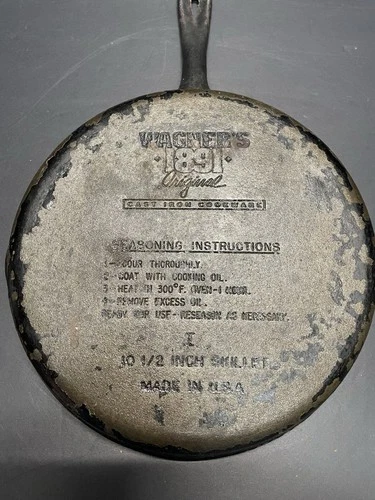 WAGNER'S
·1891·
Original
CAST IRON COOKWARE
SEASONING INSTRUCTIONS
1- SCOUR THOROUGHLY.
2- COAT WITH COOKING OIL.
3- HEAT IN 300°F. OVEN-1 HOUR.
4- REMOVE EXCESS OIL.
READY FOR USE- RESEASON AS NECESSARY.
I
10 1/2 INCH SKILLET
MADE IN U.S.A